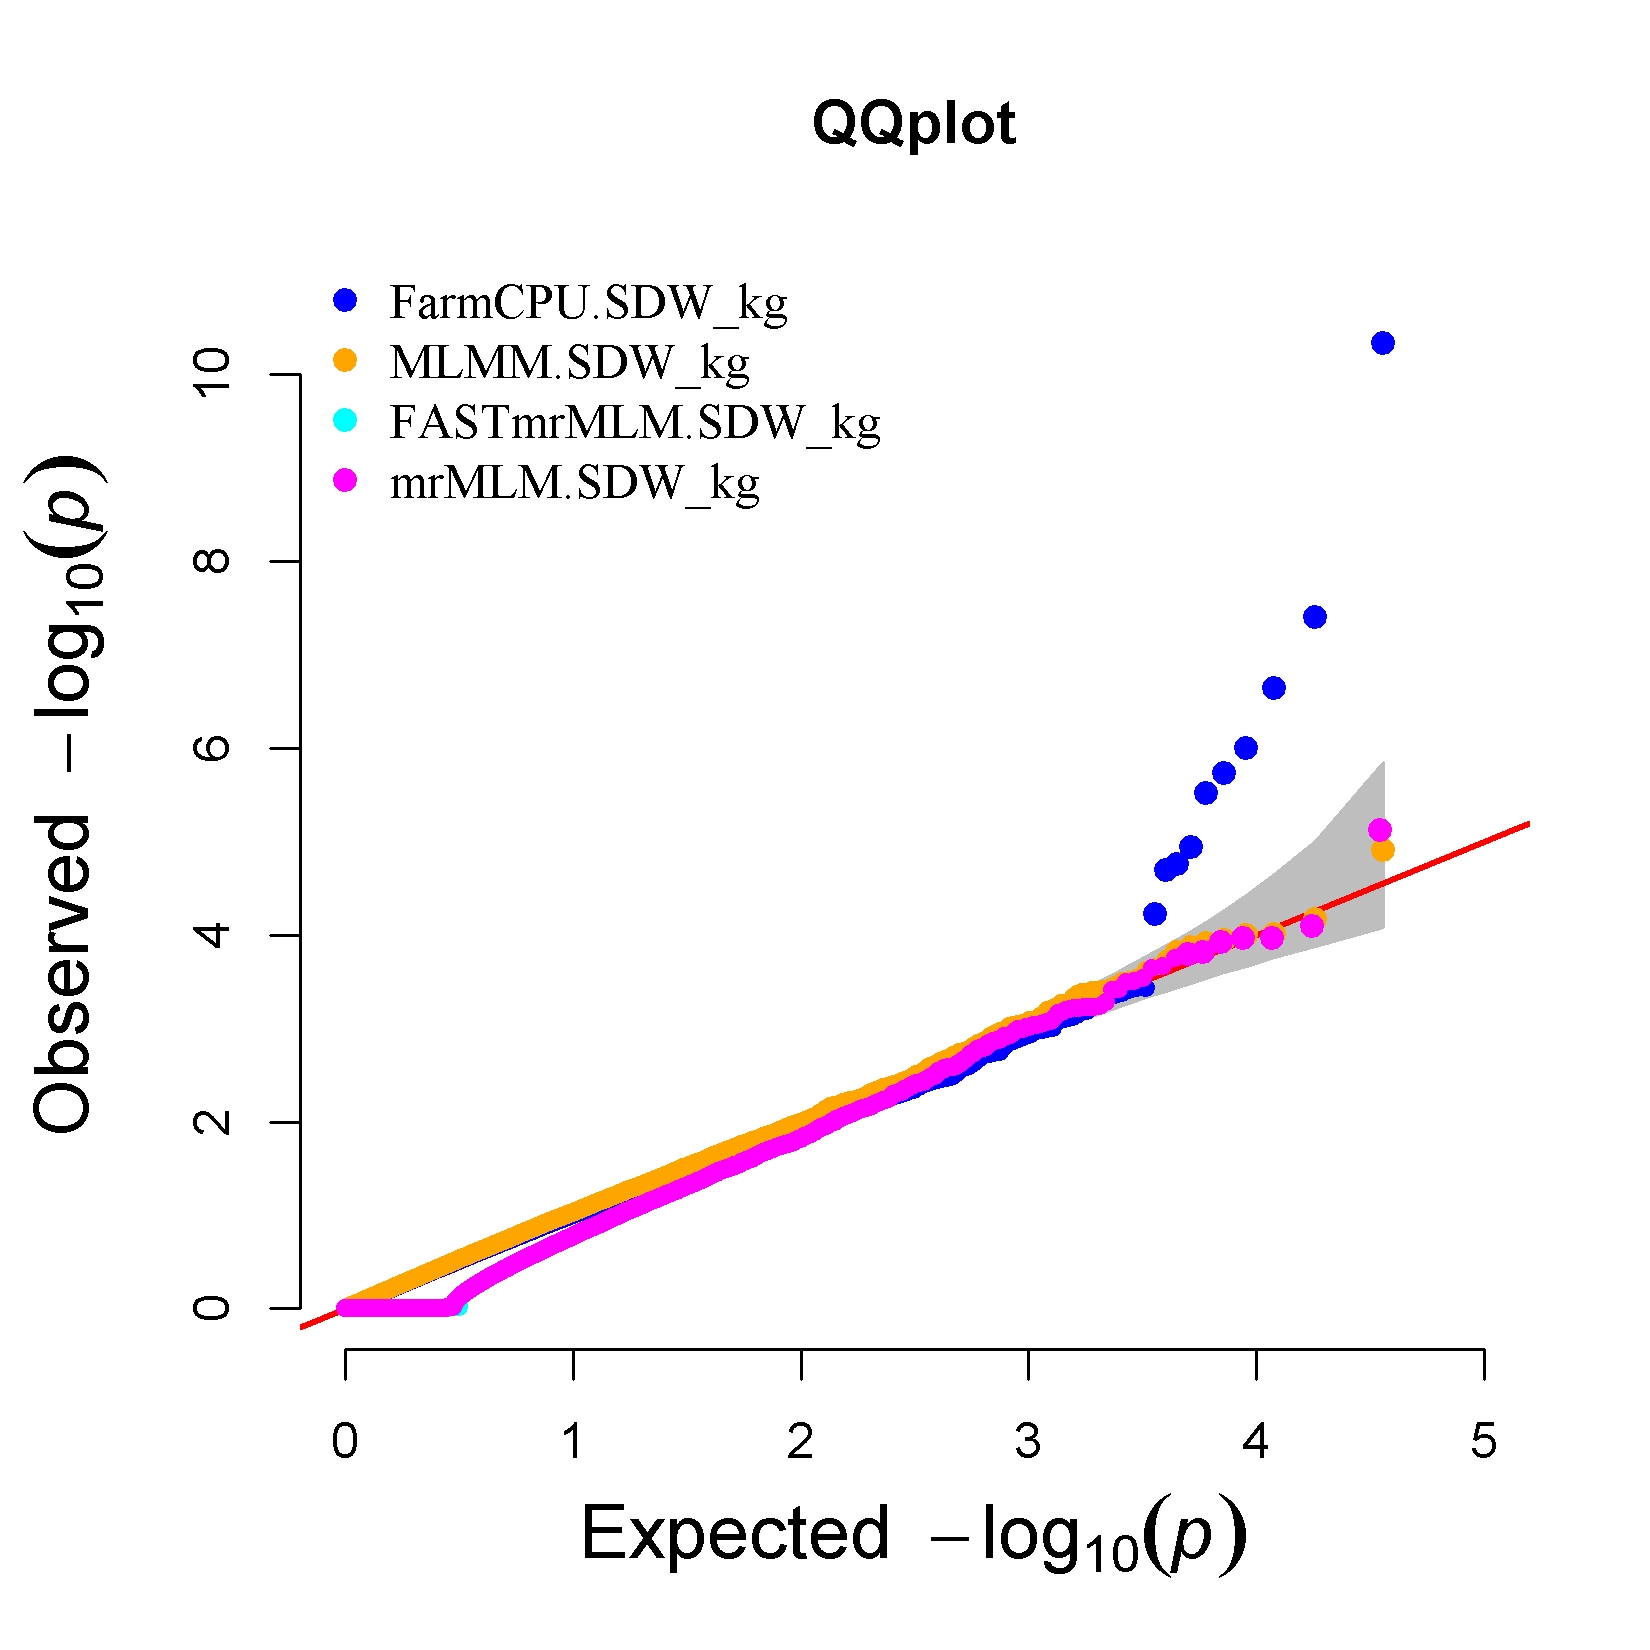 QQplot
FarmCPU.SDW_kg
MLMM.SDW_kg
FASTmrMLM.SDW_kg
mrMLM.SDW_kg
Observed −log10(p)
10
8
6
4
2
0
0 1 2 3 4 5
Expected −log10(p)